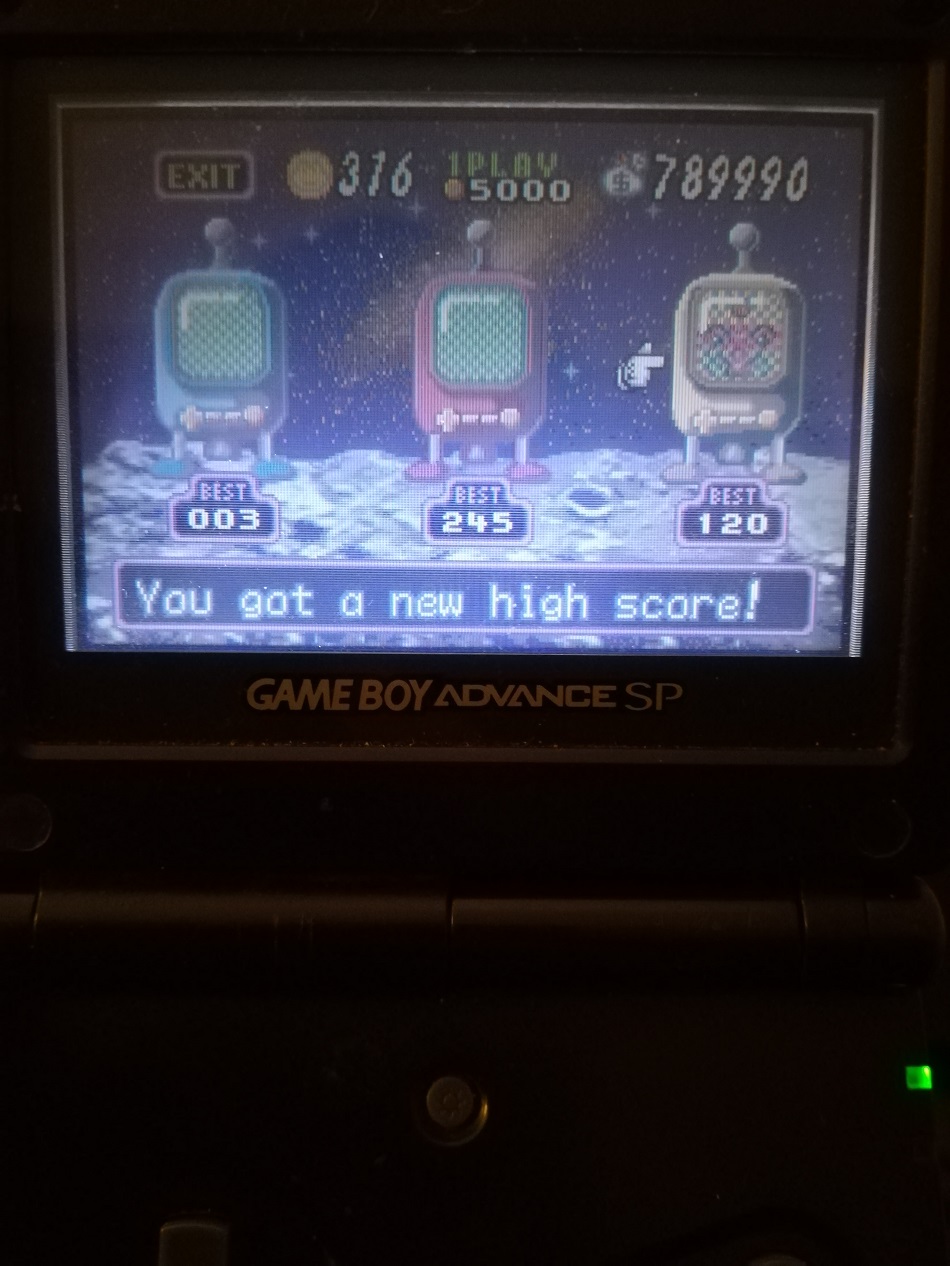 EXIT 316 1PLAY 789990
5000
BEST BEST BEST
003 245 120
You got a new high score!
GAME BOY ADVANCE SP